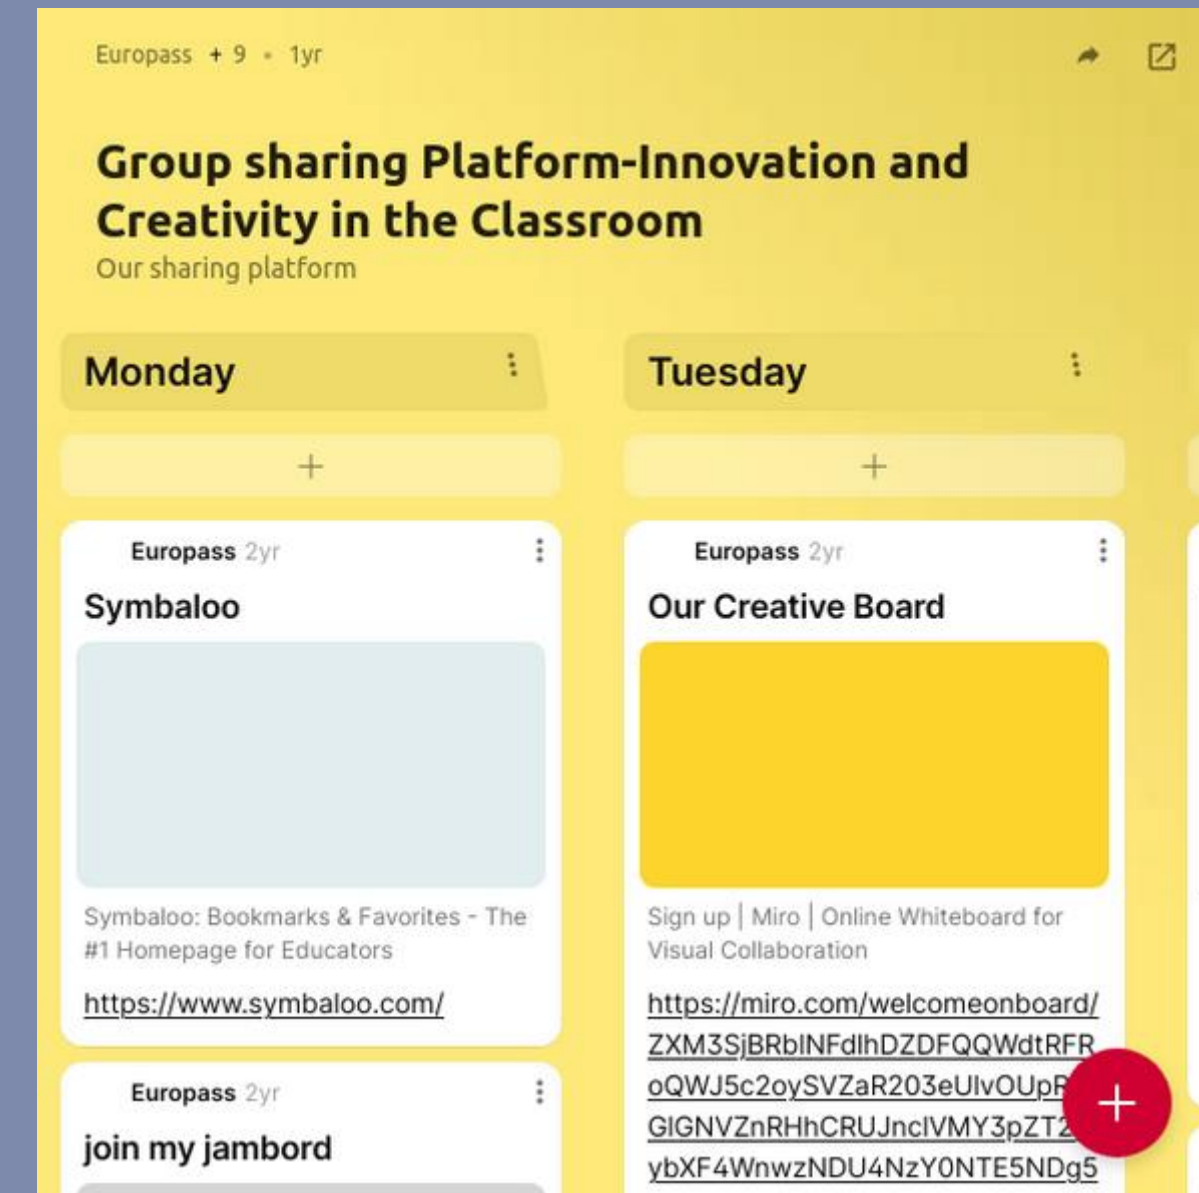 Europass + 9 • 1yr
Group sharing Platform-Innovation and
Creativity in the Classroom
Our sharing platform
Monday
Europass 2yr
Symbaloo
Symbaloo: Bookmarks & Favorites - The
#1 Homepage for Educators
https://www.symbaloo.com/
Europass 2yr
join my jambord
Tuesday
Europass 2yr
Our Creative Board
Sign up | Miro | Online Whiteboard for
Visual Collaboration
https://miro.com/welcomeonboard/